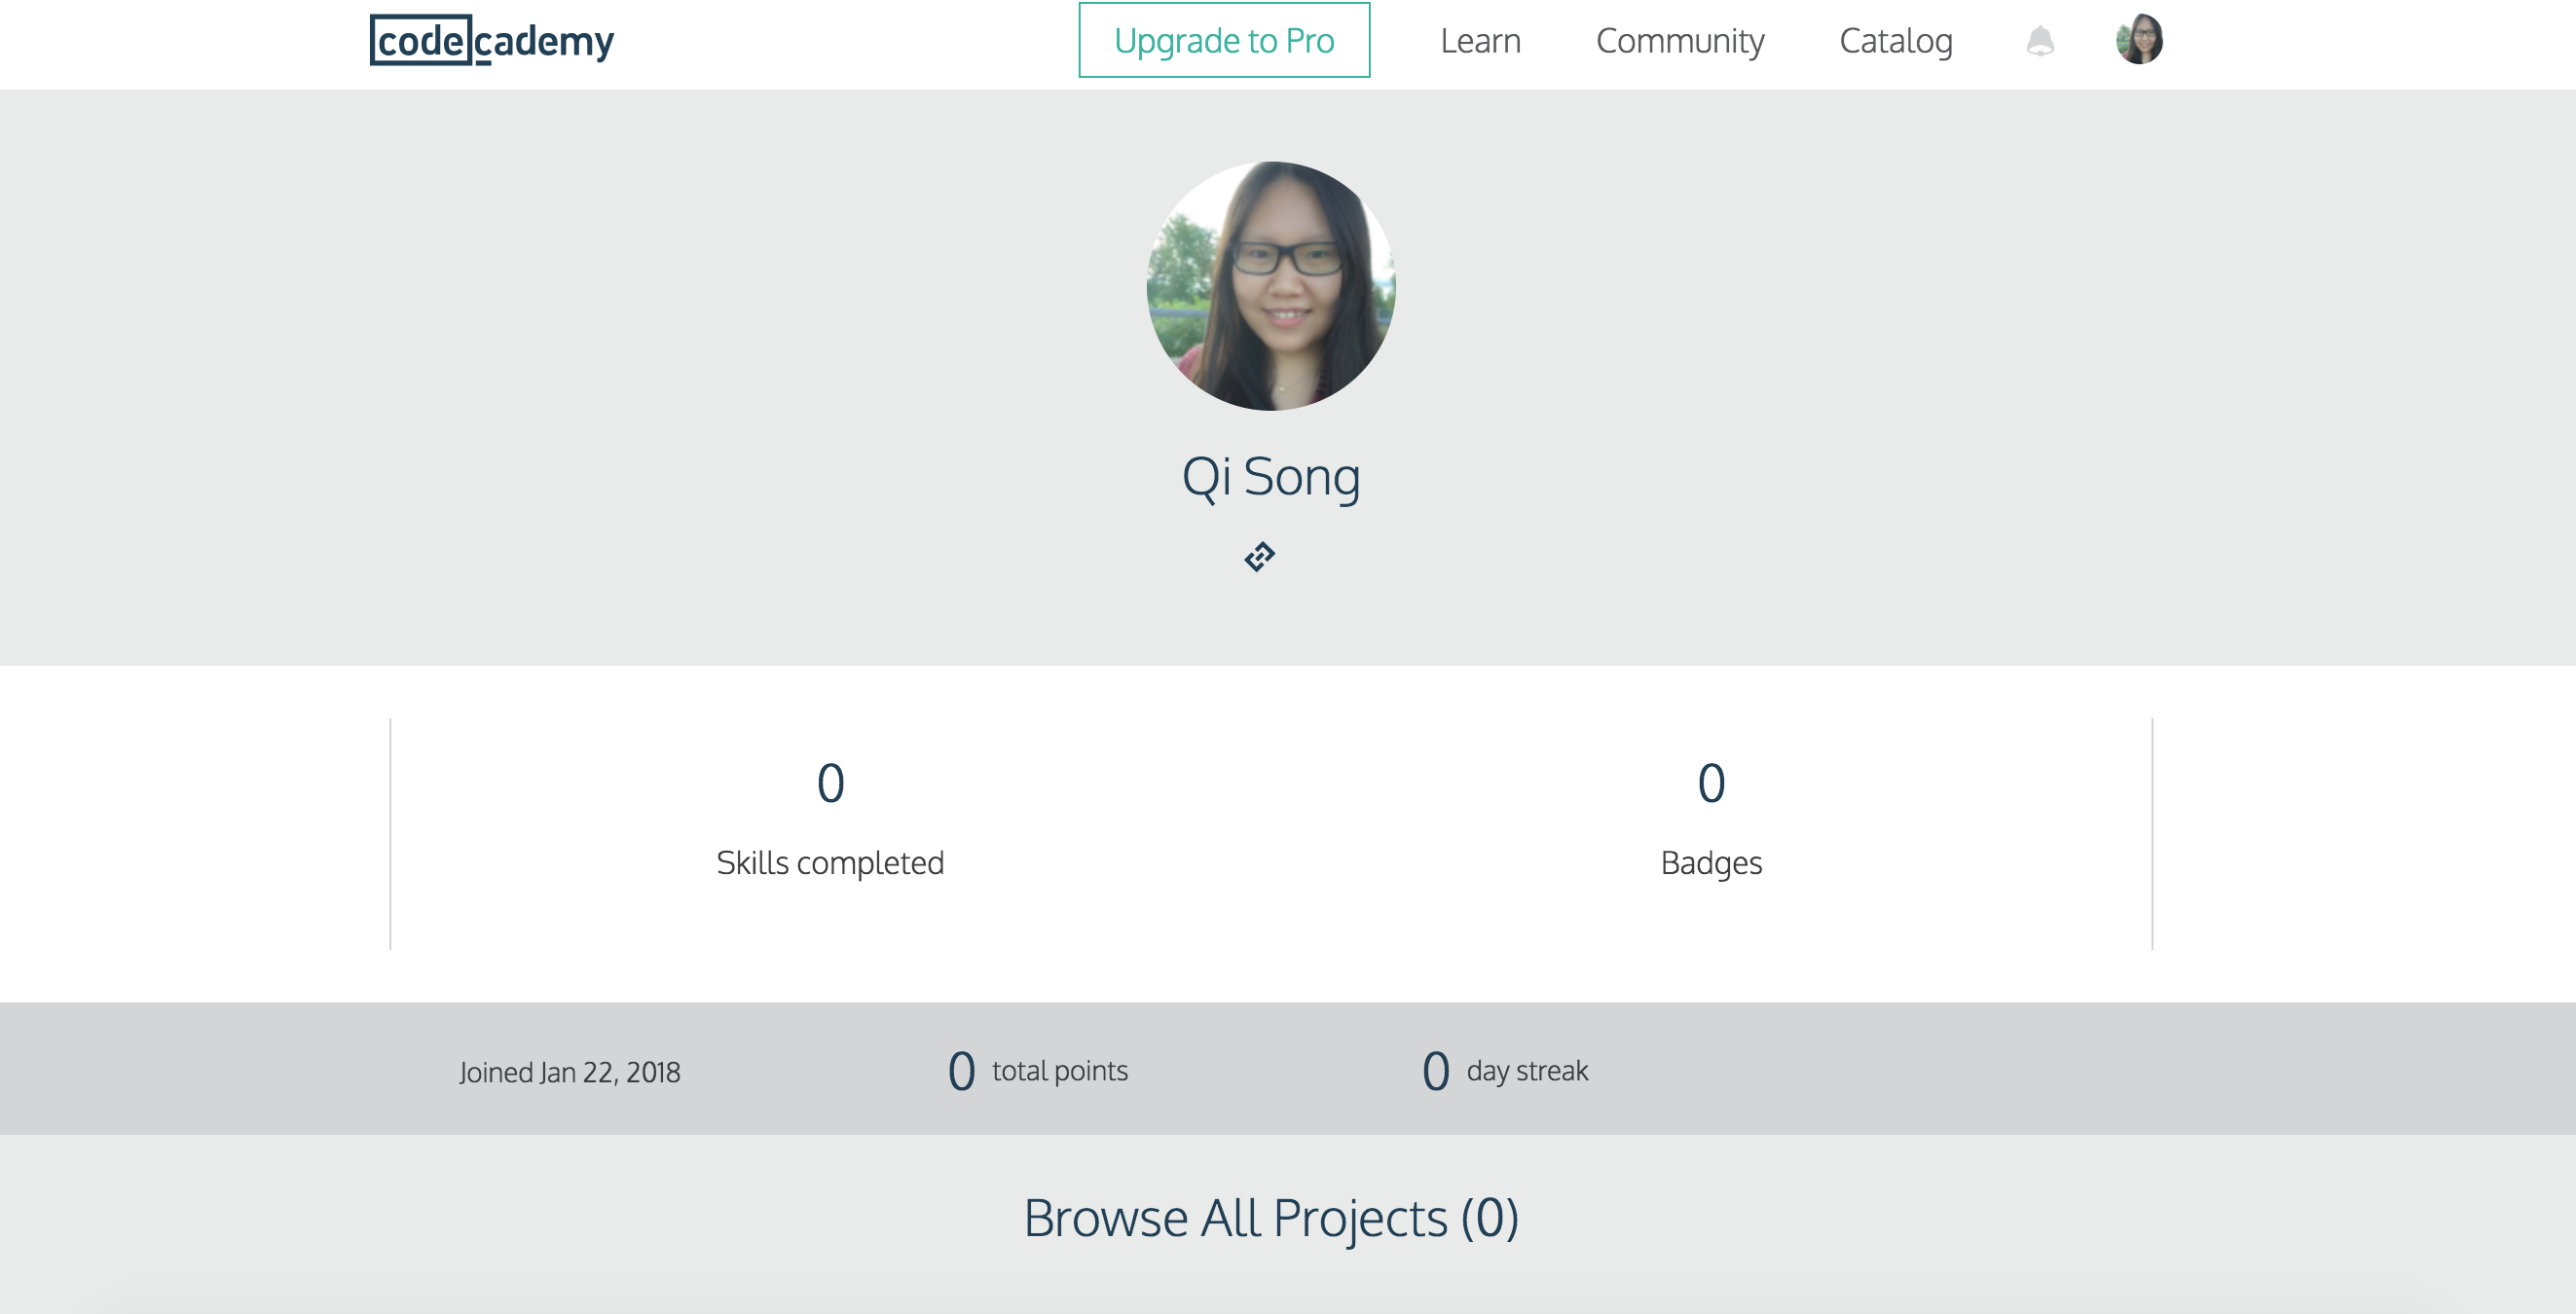 codecademy
Upgrade to Pro
Learn
Community
Catalog
Qi Song
0
Skills completed
0
Badges
Joined Jan 22, 2018
0 total points
0 day streak
Browse All Projects (0)